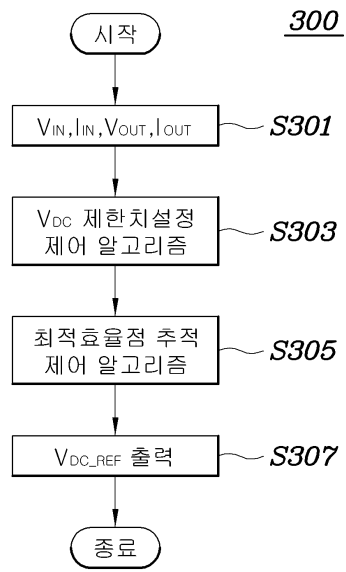 시작
300
VIN,IIN,VOUT,IOUT
S301
VDC 제한치설정
제어 알고리즘
S303
최적효율점 추적
제어 알고리즘
S305
VDC_REF 출력
S307
종료